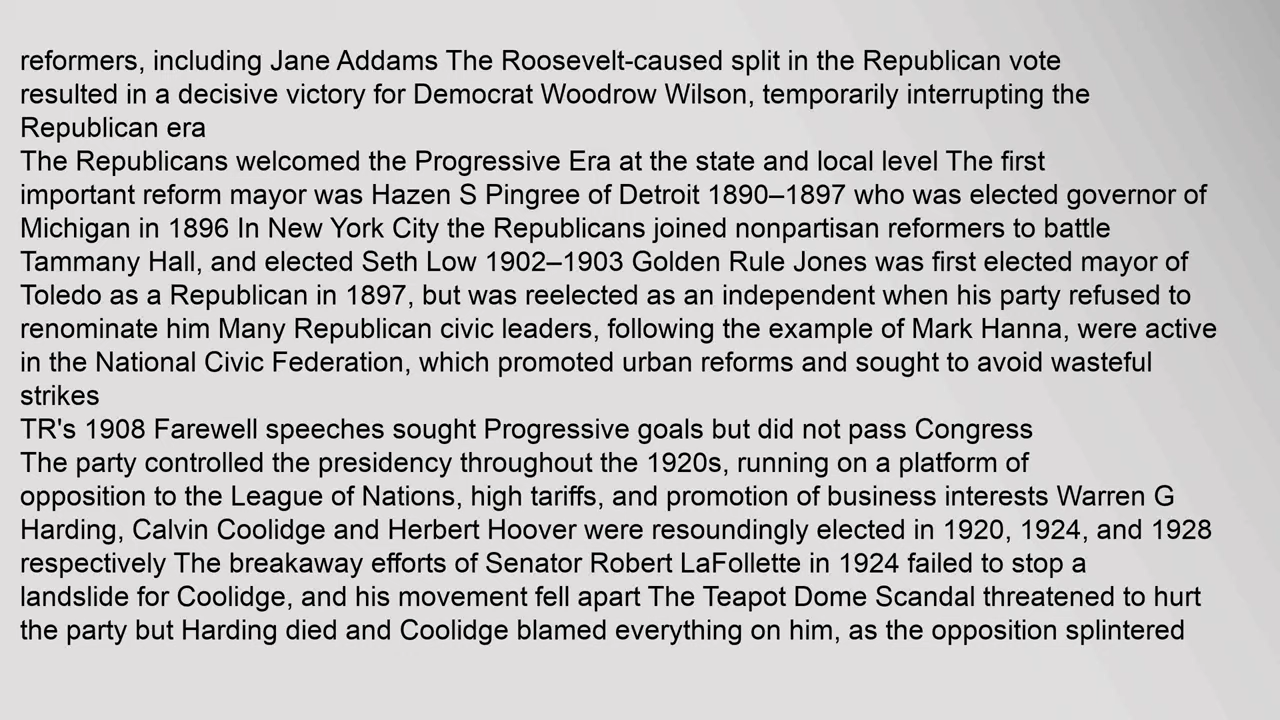 reformers, including Jane Addams The Roosevelt-caused split in the Republican vote
resulted in a decisive victory for Democrat Woodrow Wilson, temporarily interrupting the
Republican era
The Republicans welcomed the Progressive Era at the state and local level The first
important reform mayor was Hazen S Pingree of Detroit 1890–1897 who was elected governor of
Michigan in 1896 In New York City the Republicans joined nonpartisan reformers to battle
Tammany Hall, and elected Seth Low 1902–1903 Golden Rule Jones was first elected mayor of
Toledo as a Republican in 1897, but was reelected as an independent when his party refused to
renominate him Many Republican civic leaders, following the example of Mark Hanna, were active
in the National Civic Federation, which promoted urban reforms and sought to avoid wasteful
strikes
TR's 1908 Farewell speeches sought Progressive goals but did not pass Congress
The party controlled the presidency throughout the 1920s, running on a platform of
opposition to the League of Nations, high tariffs, and promotion of business interests Warren G
Harding, Calvin Coolidge and Herbert Hoover were resoundingly elected in 1920, 1924, and 1928
respectively The breakaway efforts of Senator Robert LaFollette in 1924 failed to stop a
landslide for Coolidge, and his movement fell apart The Teapot Dome Scandal threatened to hurt
the party but Harding died and Coolidge blamed everything on him, as the opposition splintered